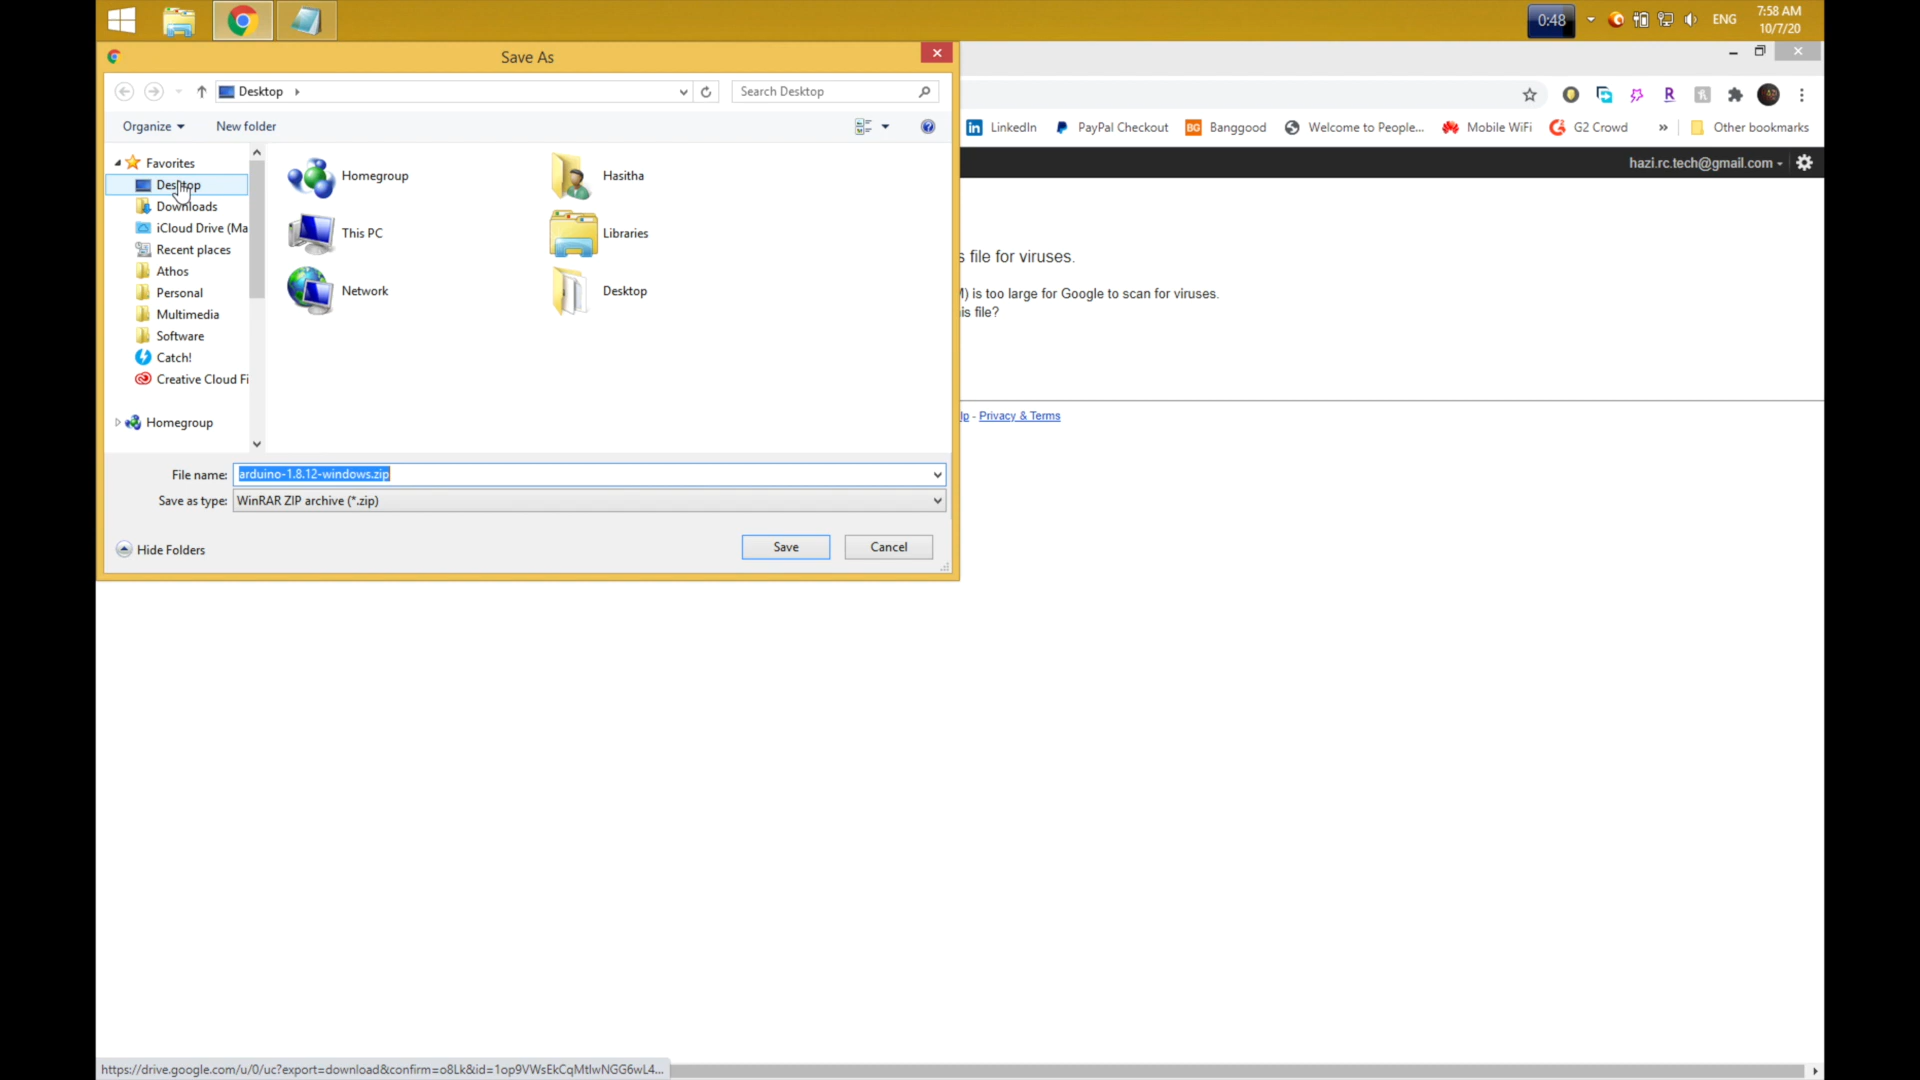 0:48
ENG
7:58 AM
10/7/20
Save As
Desktop
Search Desktop
Organize
New folder
LinkedIn
PayPal Checkout
BG
Banggood
Welcome to People...
Mobile WiFi
G2 Crowd
»
Other bookmarks
hazi.rc.tech@gmail.com
Favorites
Desktop
Downloads
iCloud Drive (Ma
Recent places
Athos
Personal
Multimedia
Software
Catch!
Creative Cloud Fi
Homegroup
Homegroup
Hasitha
This PC
Libraries
Network
Desktop
s file for viruses.
M) is too large for Google to scan for viruses.
is file?
lp - Privacy & Terms
File name: arduino-1.8.12-windows.zip
Save as type: WinRAR ZIP archive (*.zip)
Hide Folders
Save
Cancel
https://drive.google.com/u/0/uc?export=download&confirm=o8Lk&id=1op9VWsEkCqMtlwNGG6wL4...